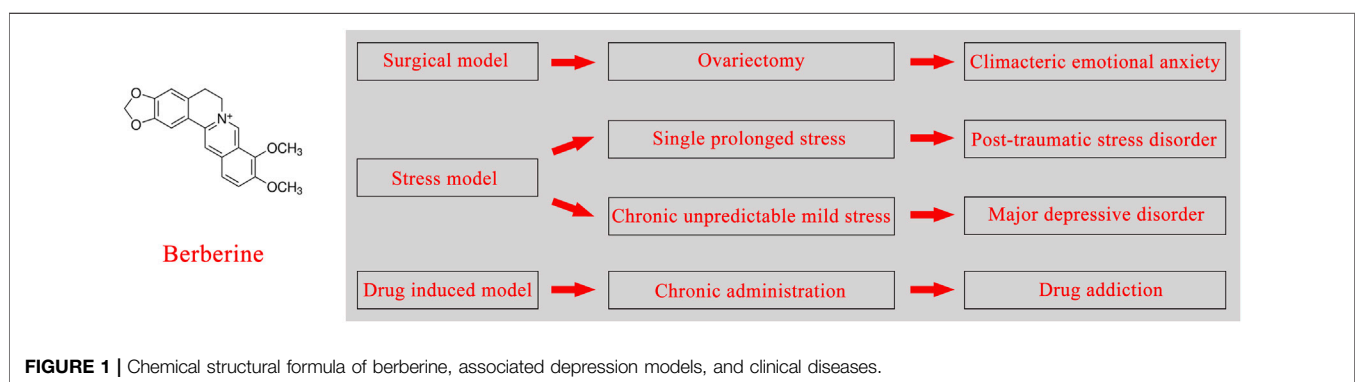 Surgical model
Ovariectomy
Climacteric emotional anxiety
O
O
N+
OCH3
OCH3
Single prolonged stress
Post-traumatic stress disorder
Stress model
Chronic unpredictable mild stress
Major depressive disorder
Berberine
Drug induced model
Chronic administration
Drug addiction
FIGURE 1 | Chemical structural formula of berberine, associated depression models, and clinical diseases.